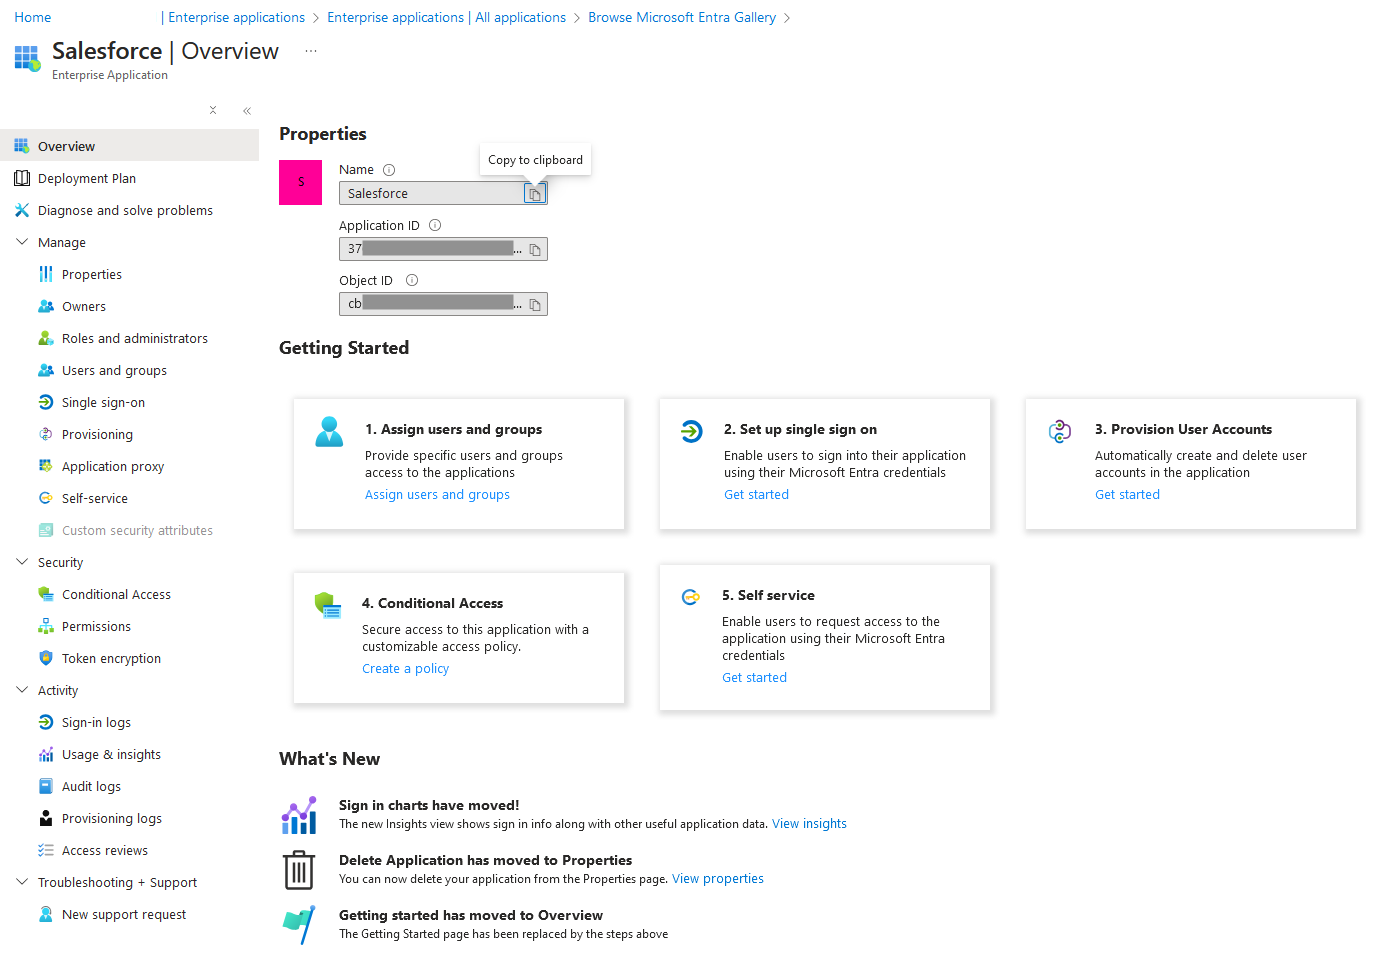 Home | Enterprise applications > Enterprise applications | All applications > Browse Microsoft Entra Gallery >
Salesforce | Overview ...
Enterprise Application
Overview
Deployment Plan
Diagnose and solve problems
Manage
Properties
Owners
Roles and administrators
Users and groups
Single sign-on
Provisioning
Application proxy
Self-service
Custom security attributes
Security
Conditional Access
Permissions
Token encryption
Activity
Sign-in logs
Usage & insights
Audit logs
Provisioning logs
Access reviews
Troubleshooting + Support
New support request
Properties
Copy to clipboard
S
Name
Salesforce
Application ID
37...
Object ID
cb...
Getting Started
1. Assign users and groups
Provide specific users and groups
access to the applications
Assign users and groups
2. Set up single sign on
Enable users to sign into their application
using their Microsoft Entra credentials
Get started
3. Provision User Accounts
Automatically create and delete user
accounts in the application
Get started
4. Conditional Access
Secure access to this application with a
customizable access policy.
Create a policy
5. Self service
Enable users to request access to the
application using their Microsoft Entra
credentials
Get started
What's New
Sign in charts have moved!
The new Insights view shows sign in info along with other useful application data. View insights
Delete Application has moved to Properties
You can now delete your application from the Properties page. View properties
Getting started has moved to Overview
The Getting Started page has been replaced by the steps above